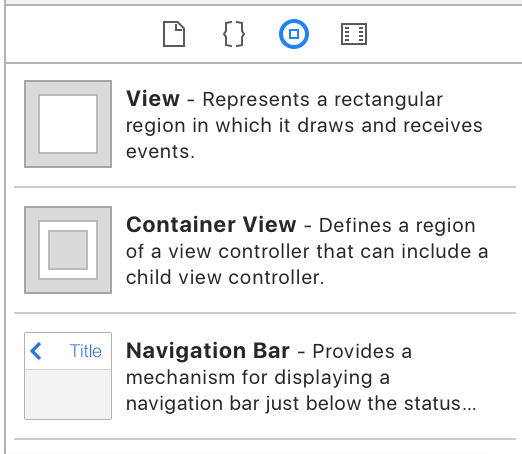 View - Represents a rectangular
region in which it draws and receives
events.
Container View - Defines a region
of a view controller that can include a
child view controller.
Title
Navigation Bar - Provides a
mechanism for displaying a
navigation bar just below the status...